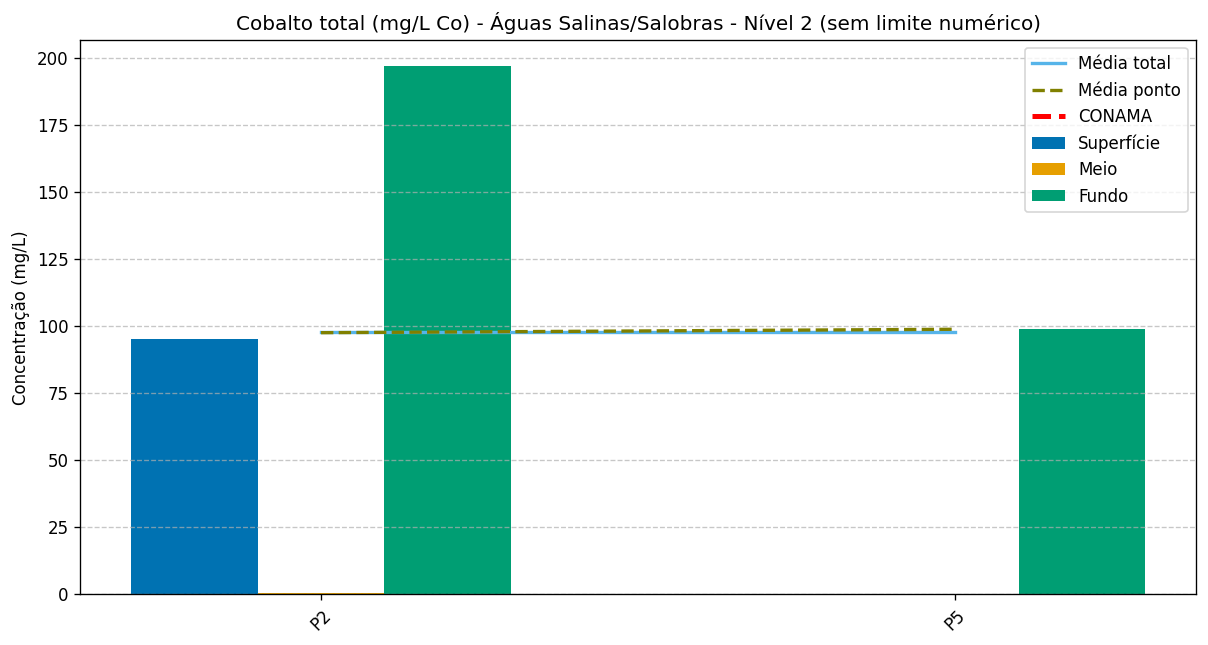 Cobalto total (mg/L Co) - Águas Salinas/Salobras - Nível 2 (sem limite numérico)
Concentração (mg/L)
200
175
150
125
100
75
50
25
0
P2
P5
Média total
Média ponto
CONAMA
Superfície
Meio
Fundo